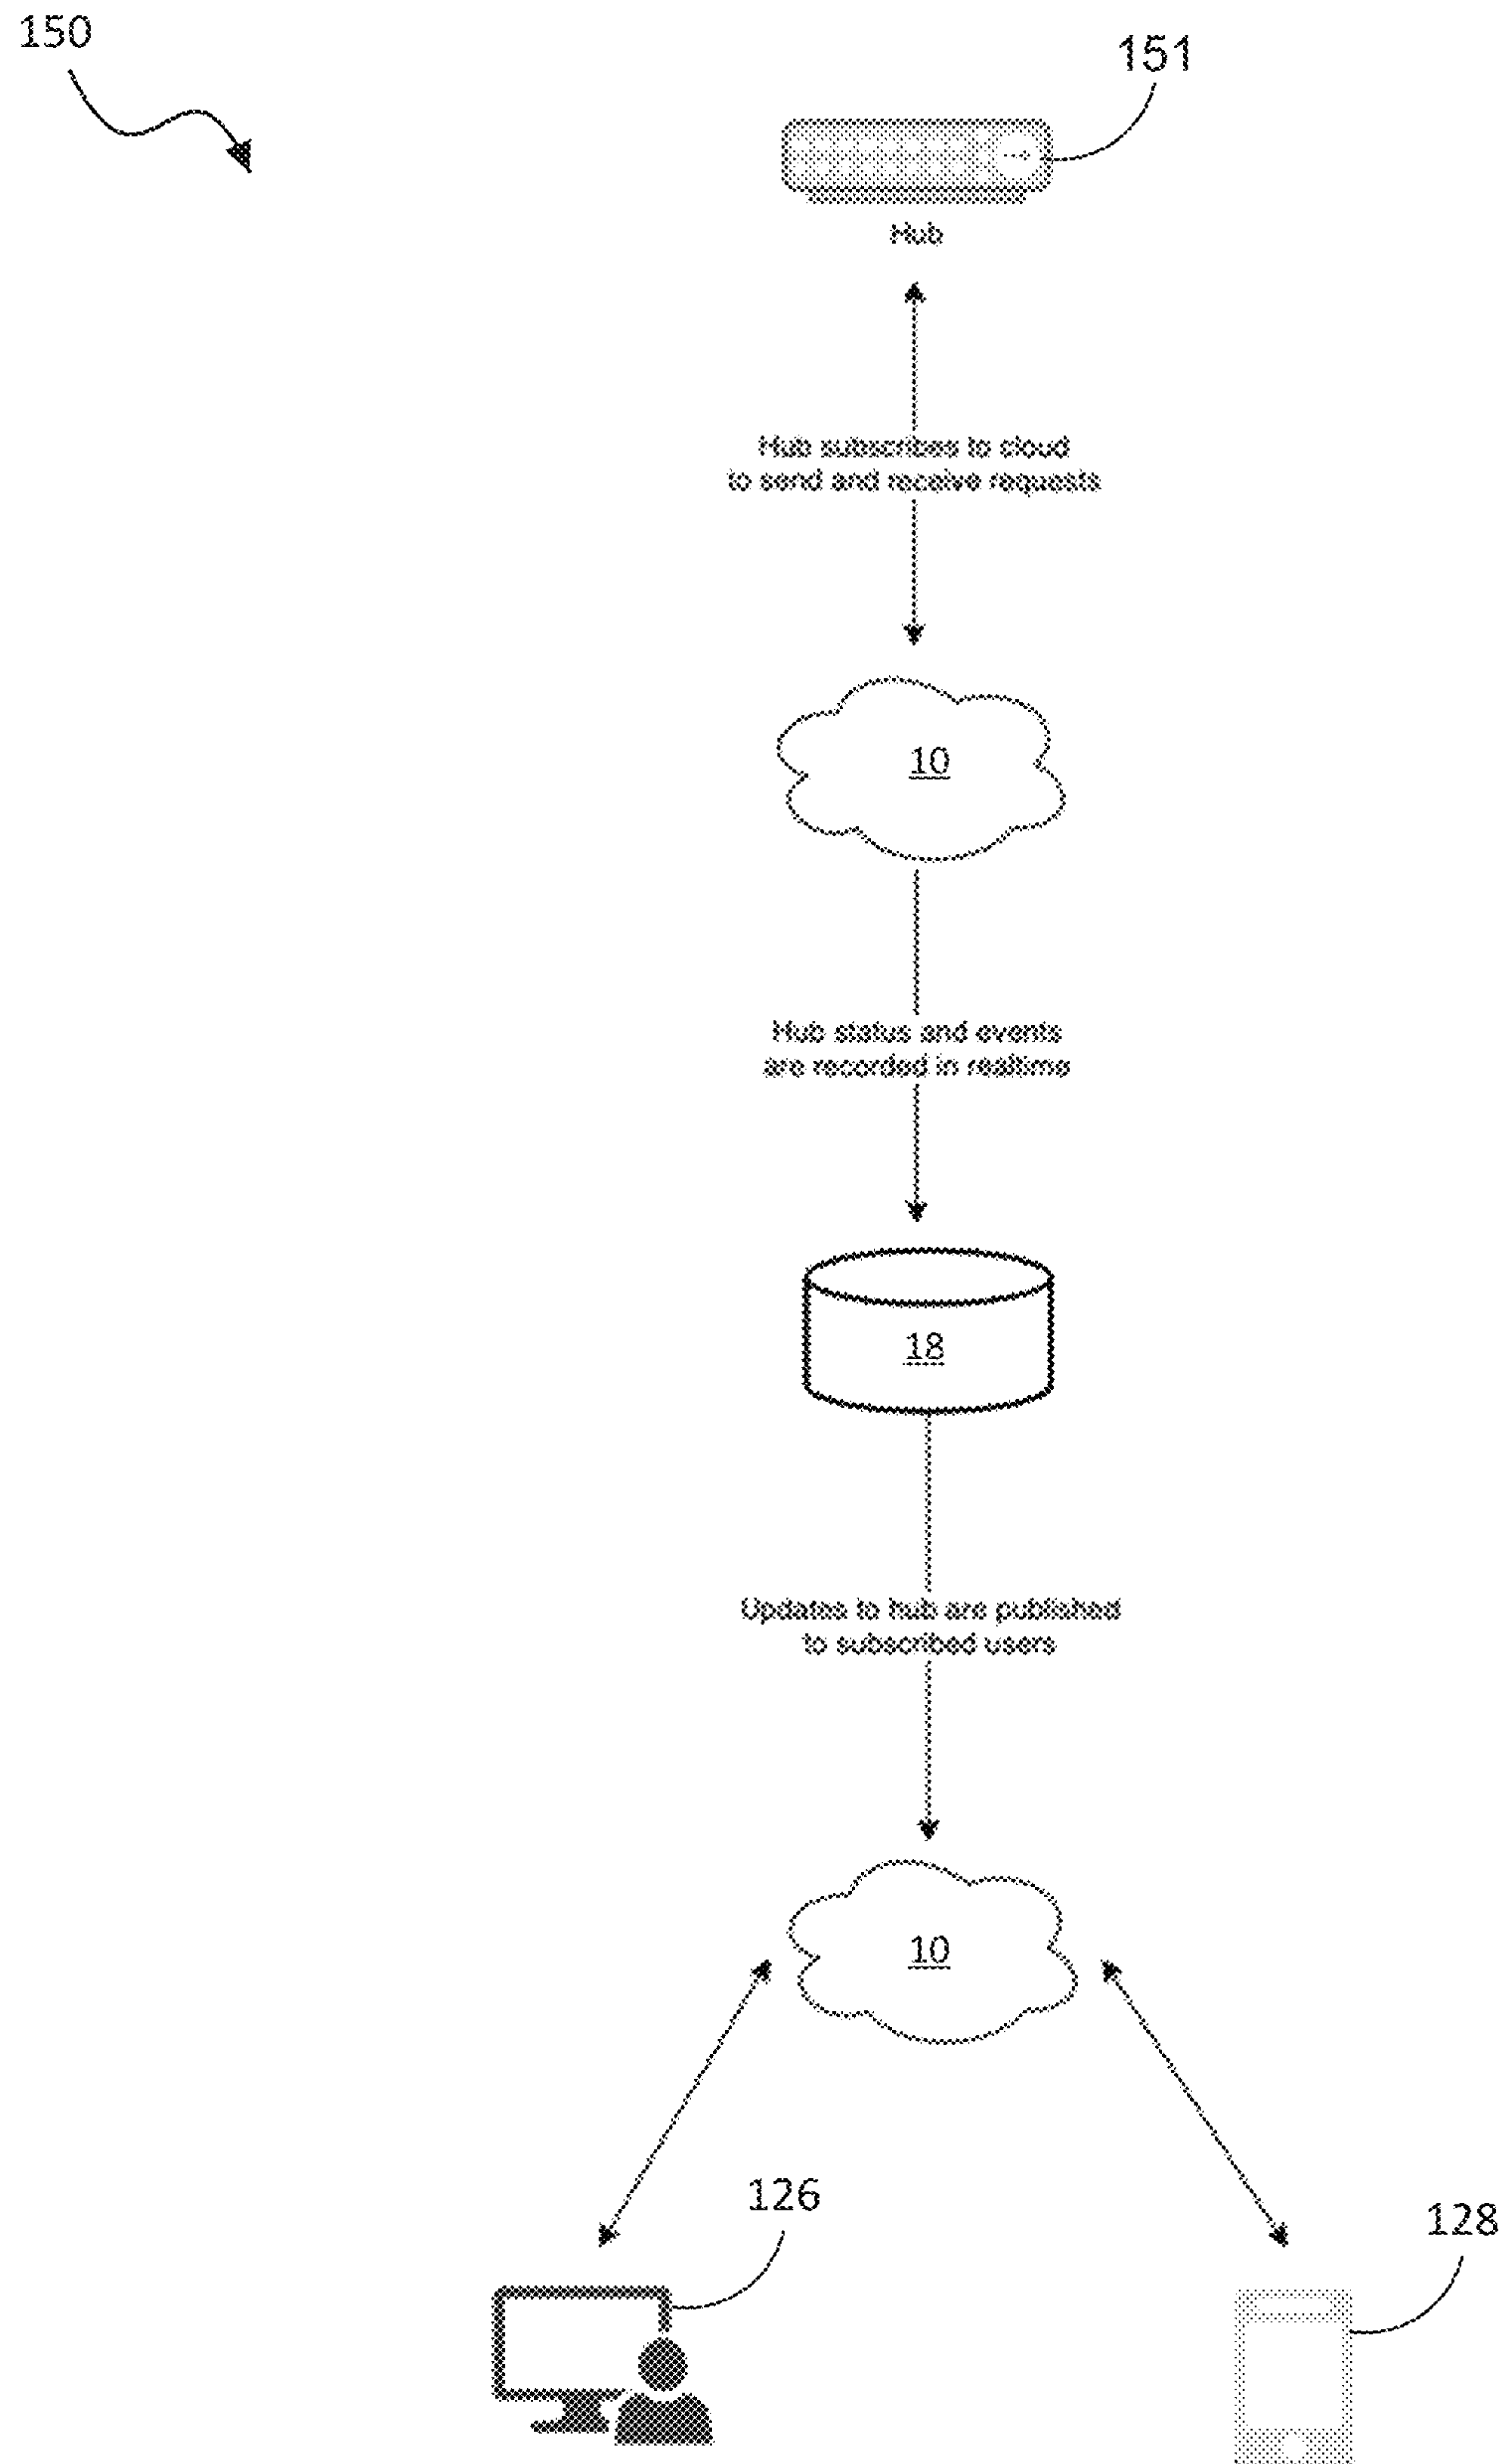 150
151
Hub
Hub subscribes to cloud
to send and receive requests
10
Hub status and events
are recorded in realtime
18
Updates to hub are published
to subscribed users
10
126
128